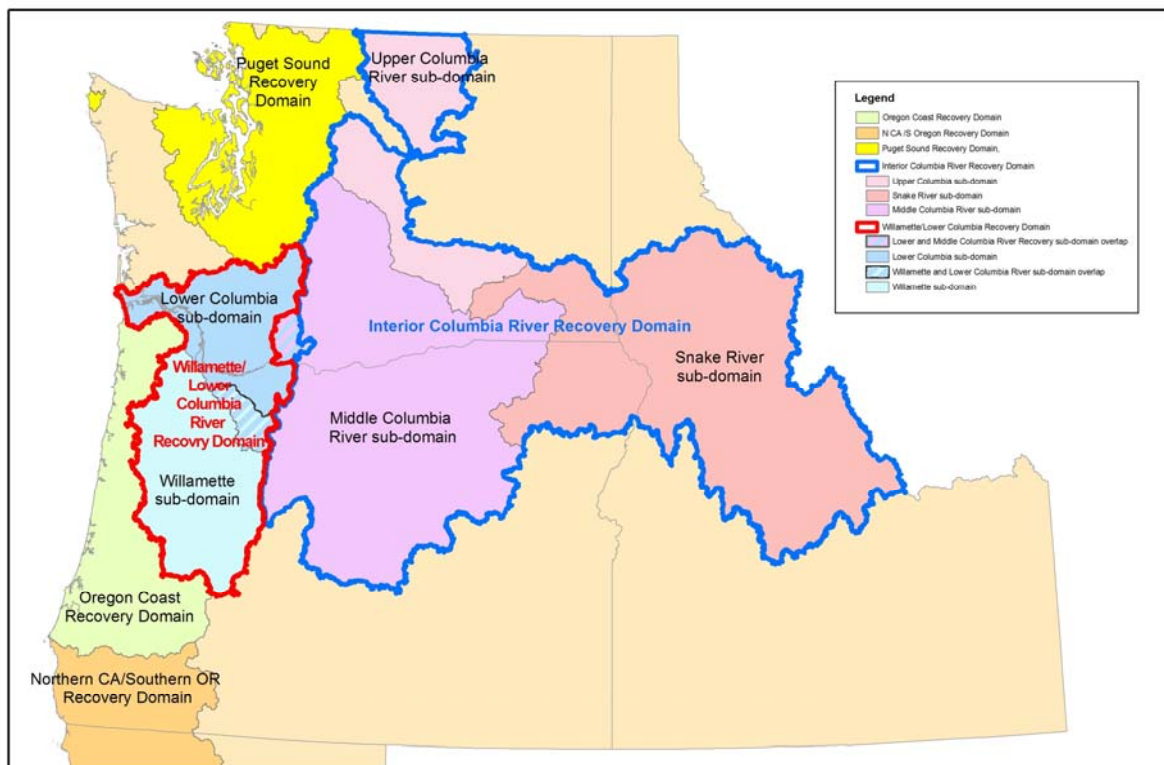 Puget Sound
Recovery
Domain
Upper Columbia
River sub-domain
Lower Columbia
sub-domain
Interior Columbia River Recovery Domain
Willamette/
Lower
Columbia
River
Recovry Domain
Snake River
sub-domain
Middle Columbia
River sub-domain
Willamette
sub-domain
Oregon Coast
Recovery Domain
Northern CA/Southern OR
Recovery Domain
Legend
Oregon Coast Recovery Domain
N CA /S Oregon Recovery Domain
Puget Sound Recovery Domain,
Interior Columbia River Recovery Domain
Upper Columbia sub-domain
Snake River sub-domain
Middle Columbia River sub-domain
Willamette/Lower Columbia Recovery Domain
Lower and Middle Columbia River Recovery sub-domain overlap
Lower Columbia sub-domain
Willamette and Lower Columbia River sub-domain overlap
Willamette sub-domain